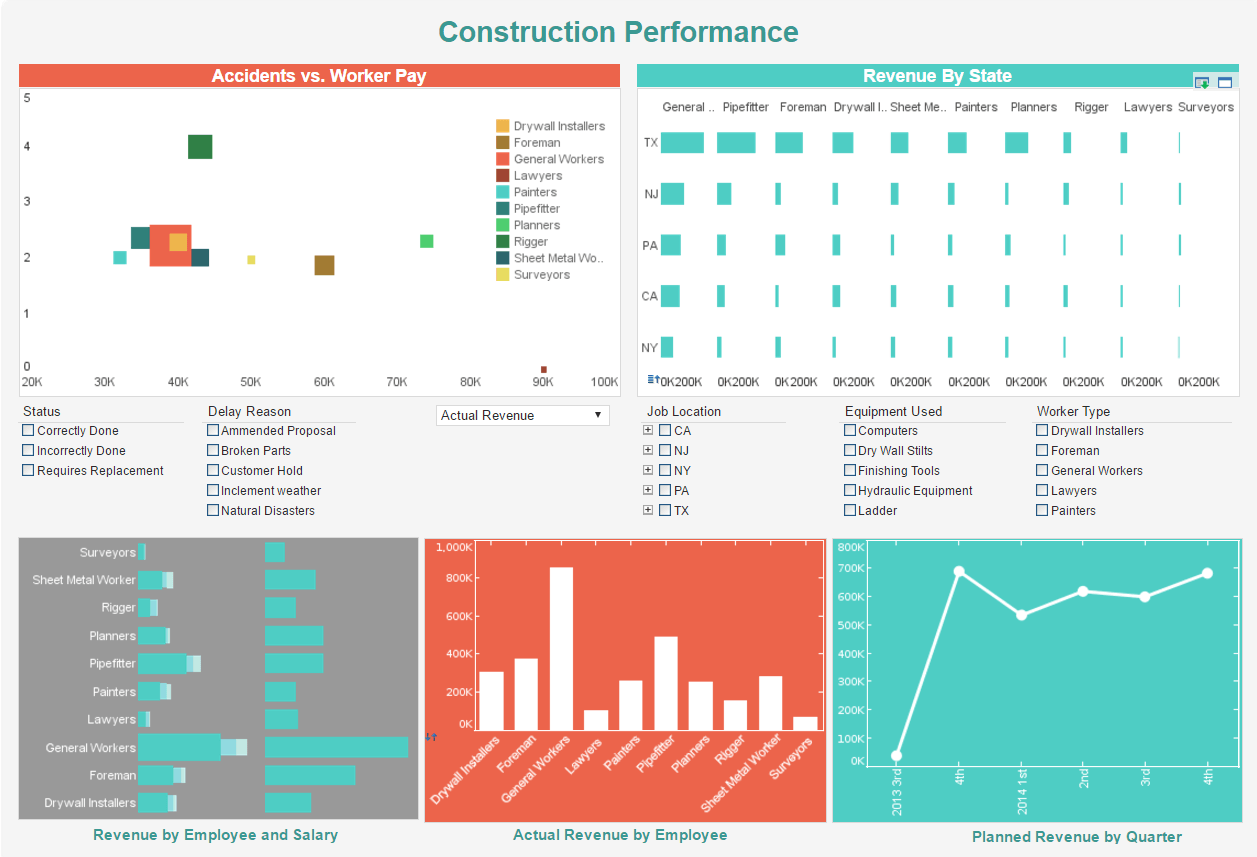 Construction Performance
Accidents vs. Worker Pay
5
4
3
2
1
0
20K 30K 40K 50K 60K 70K 80K 90K 100K
Drywall Installers
Foreman
General Workers
Lawyers
Painters
Pipefitter
Planners
Rigger
Sheet Metal Wo..
Surveyors
Revenue By State
General .. Pipefitter Foreman Drywall I.. Sheet Me.. Painters Planners Rigger Lawyers Surveyors
TX
NJ
PA
CA
NY
0K200K 0K200K 0K200K 0K200K 0K200K 0K200K 0K200K 0K200K 0K200K 0K200K
Status
Correctly Done
Incorrectly Done
Requires Replacement
Delay Reason
Ammended Proposal
Broken Parts
Customer Hold
Inclement weather
Natural Disasters
Actual Revenue
Job Location
CA
NJ
NY
PA
TX
Equipment Used
Computers
Dry Wall Stilts
Finishing Tools
Hydraulic Equipment
Ladder
Worker Type
Drywall Installers
Foreman
General Workers
Lawyers
Painters
Surveyors
Sheet Metal Worker
Rigger
Planners
Pipefitter
Painters
Lawyers
General Workers
Foreman
Drywall Installers
Revenue by Employee and Salary
1,000K
800K
600K
400K
200K
0K
Drywall Installers
Foreman
General Workers
Lawyers
Painters
Pipefitter
Planners
Rigger
Sheet Metal Worker
Surveyors
Actual Revenue by Employee
800K
700K
600K
500K
400K
300K
200K
100K
0K
2013 3rd
4th
2014 1st
2nd
3rd
4th
Planned Revenue by Quarter